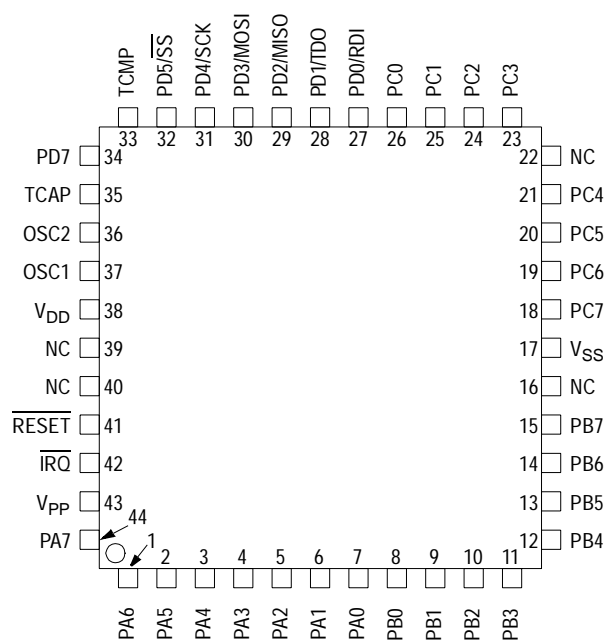 TCMP
PD5/SS
PD4/SCK
PD3/MOSI
PD2/MISO
PD1/TDO
PD0/RDI
PC0
PC1
PC2
PC3
33 32 31 30 29 28 27 26 25 24 23
PD7 34 22 NC
TCAP 35 21 PC4
OSC2 36 20 PC5
OSC1 37 19 PC6
VDD 38 18 PC7
NC 39 17 VSS
NC 40 16 NC
RESET 41 15 PB7
IRQ 42 14 PB6
VPP 43 13 PB5
PA7 44 12 PB4
1 2 3 4 5 6 7 8 9 10 11
PA6
PA5
PA4
PA3
PA2
PA1
PA0
PB0
PB1
PB2
PB3